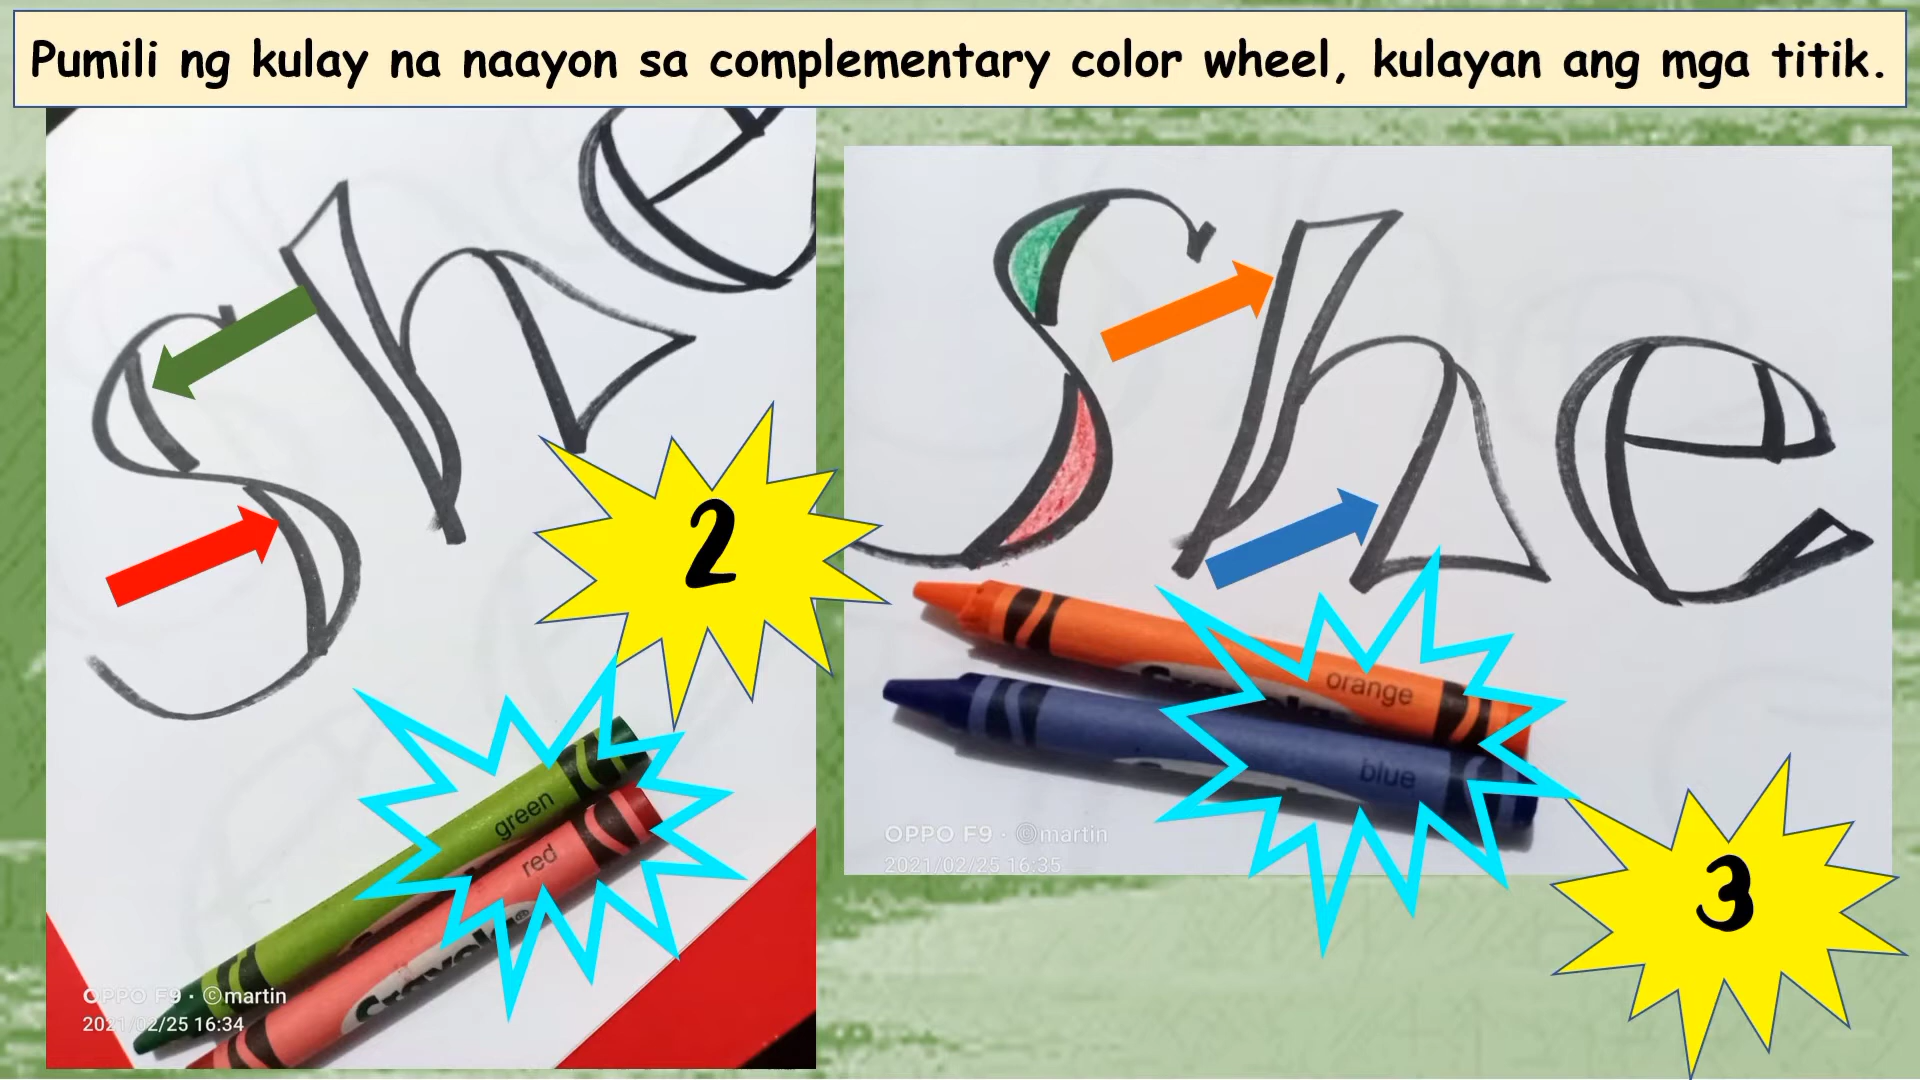 Pumili ng kulay na naayon sa complementary color wheel, kulayan ang mga titik.
she
2
green
red
Crayola
OPPO F9 · ©martin
2021/02/25 16:34
She
orange
blue
OPPO F9 · ©martin
2021/02/25 16:35
3